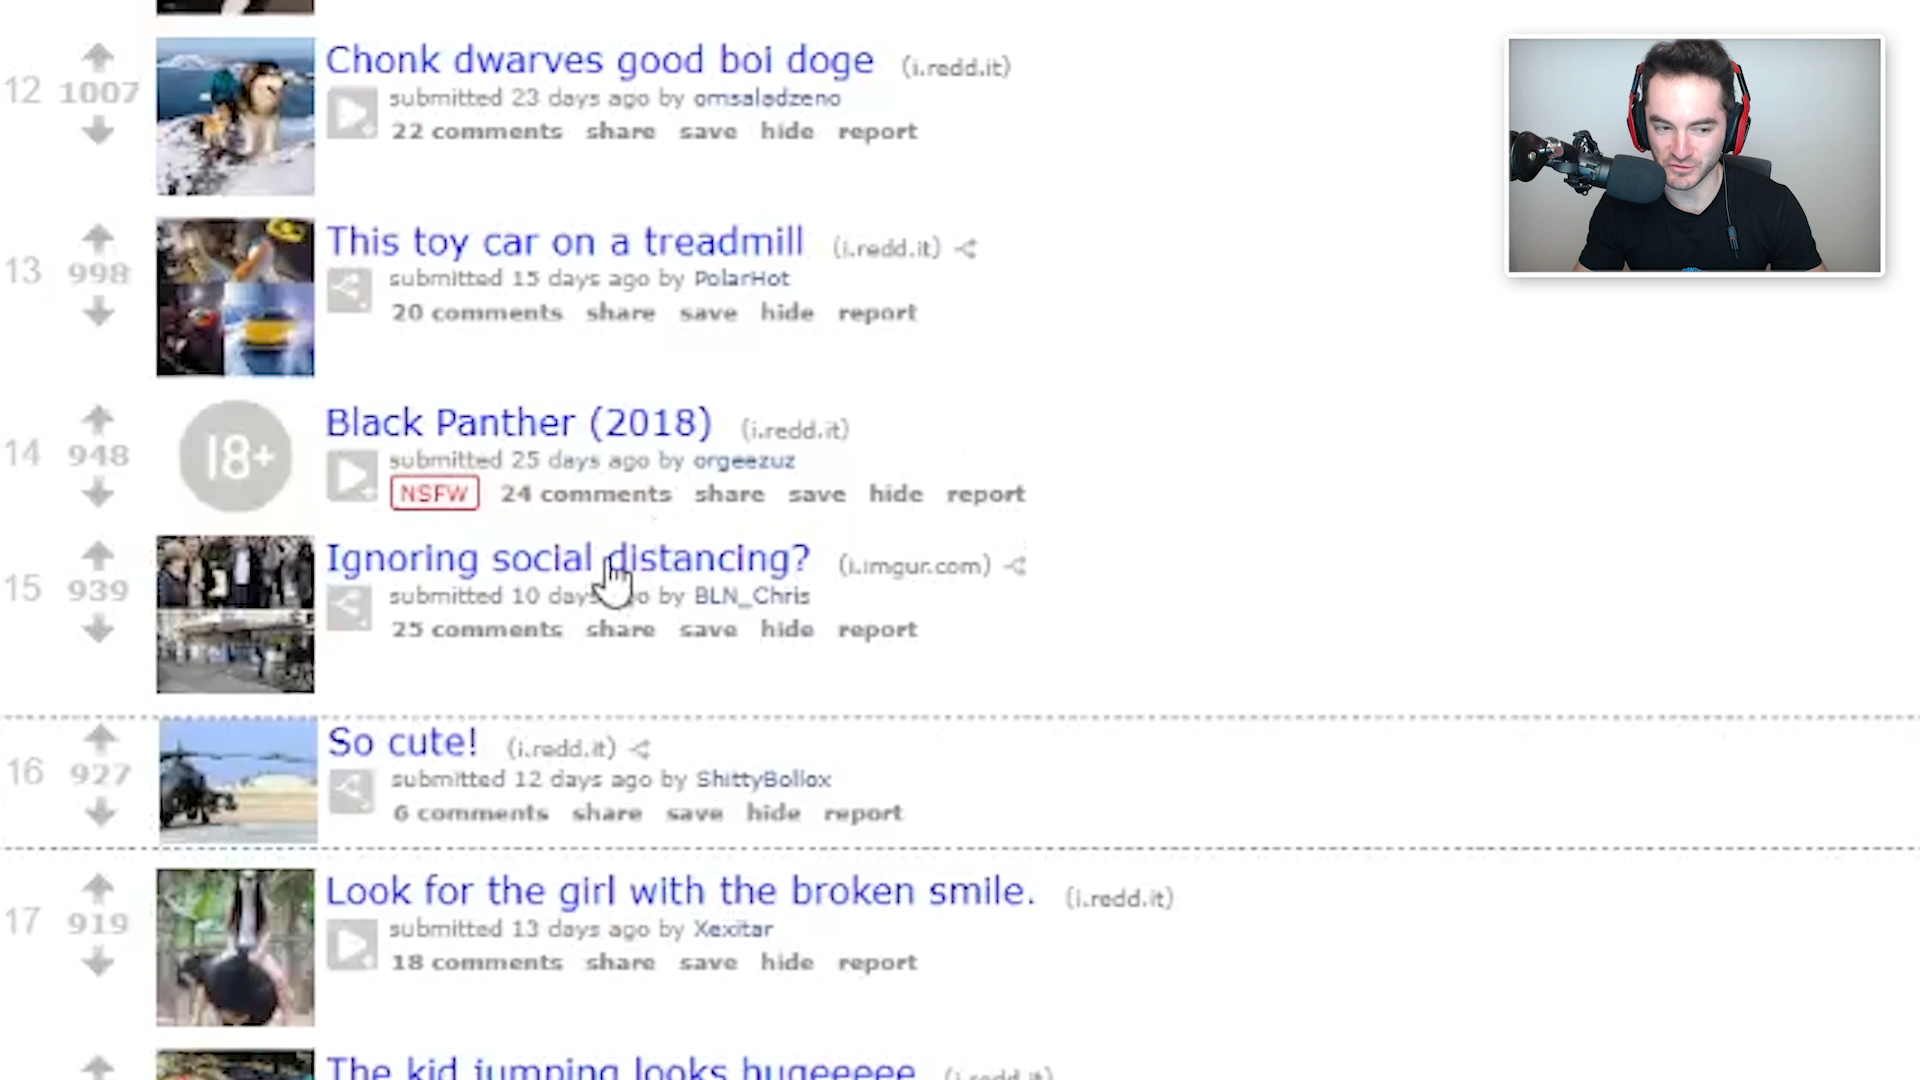 Chonk dwarves good boi doge (i.redd.it)
12 1007
submitted 23 days ago by omsaladzeno
22 comments share save hide report
This toy car on a treadmill (i.redd.it)
13 998
submitted 15 days ago by PolarHot
20 comments share save hide report
Black Panther (2018) (i.redd.it)
14 948
18+
submitted 25 days ago by orgeezuz
NSFW 24 comments share save hide report
Ignoring social distancing? (i.imgur.com)
15 939
submitted 10 days ago by BLN_Chris
25 comments share save hide report
So cute! (i.redd.it)
16 927
submitted 12 days ago by ShittyBollox
6 comments share save hide report
Look for the girl with the broken smile. (i.redd.it)
17 919
submitted 13 days ago by Xexitar
18 comments share save hide report
The kid jumping looks hugeeeee (i.redd.it)